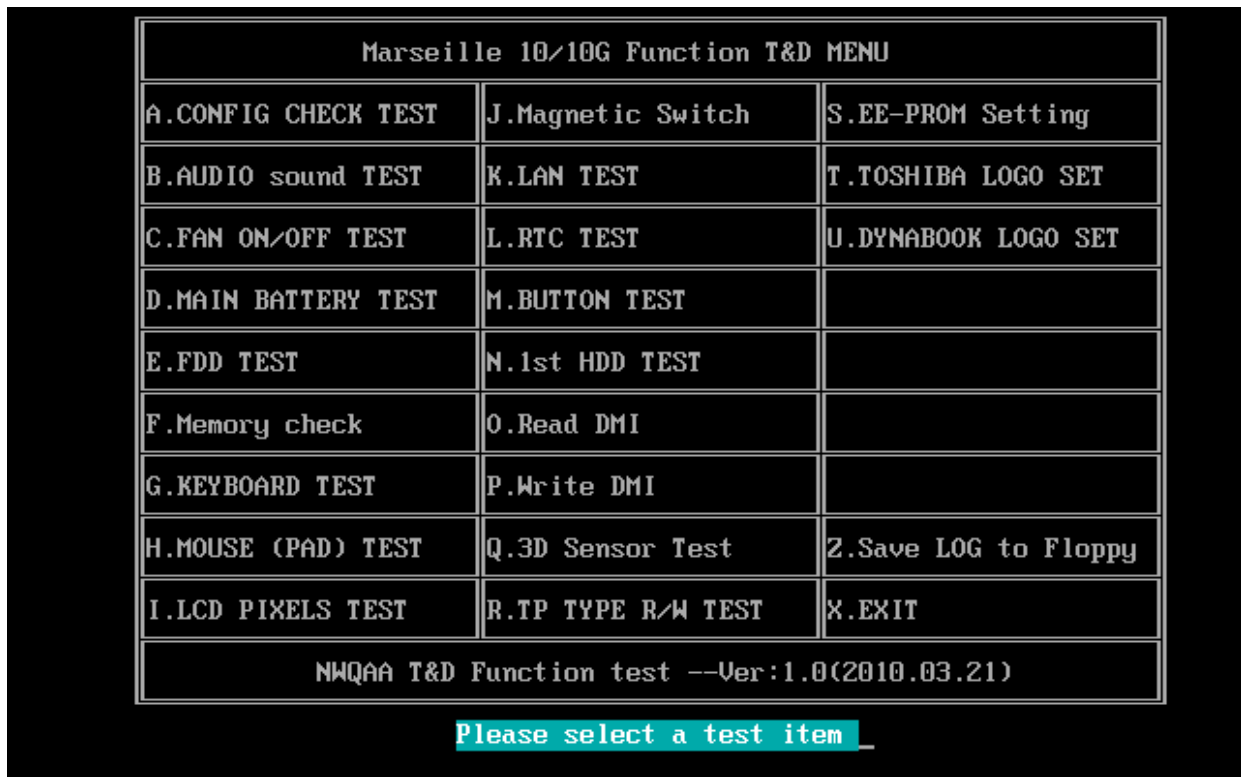 Marseille 10/10G Function T&D MENU
A.CONFIG CHECK TEST J.Magnetic Switch S.EE-PROM Setting
B.AUDIO sound TEST K.LAN TEST T.TOSHIBA LOGO SET
C.FAN ON/OFF TEST L.RTC TEST U.DYNABOOK LOGO SET
D.MAIN BATTERY TEST M.BUTTON TEST
E.FDD TEST N.1st HDD TEST
F.Memory check O.Read DMI
G.KEYBOARD TEST P.Write DMI
H.MOUSE (PAD) TEST Q.3D Sensor Test Z.Save LOG to Floppy
I.LCD PIXELS TEST R.TP TYPE R/W TEST X.EXIT
NWQAA T&D Function test --Ver:1.0(2010.03.21)
Please select a test item _